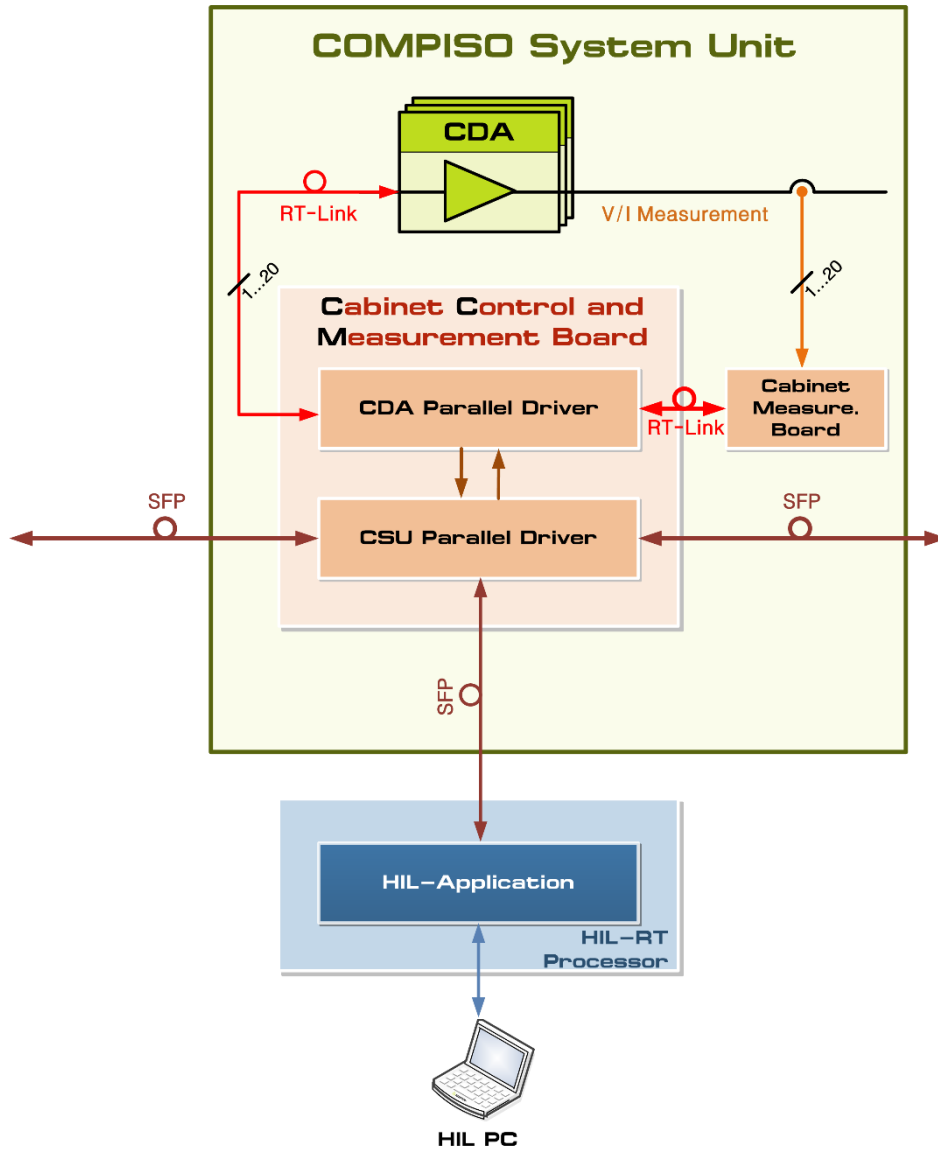 COMPISO System Unit
CDA
RT-Link
V/I Measurement
1...20
1...20
Cabinet Control and
Measurement Board
CDA Parallel Driver
RT-Link
Cabinet
Measure.
Board
SFP
CSU Parallel Driver
SFP
SFP
HIL-Application
HIL-RT
Processor
HIL PC